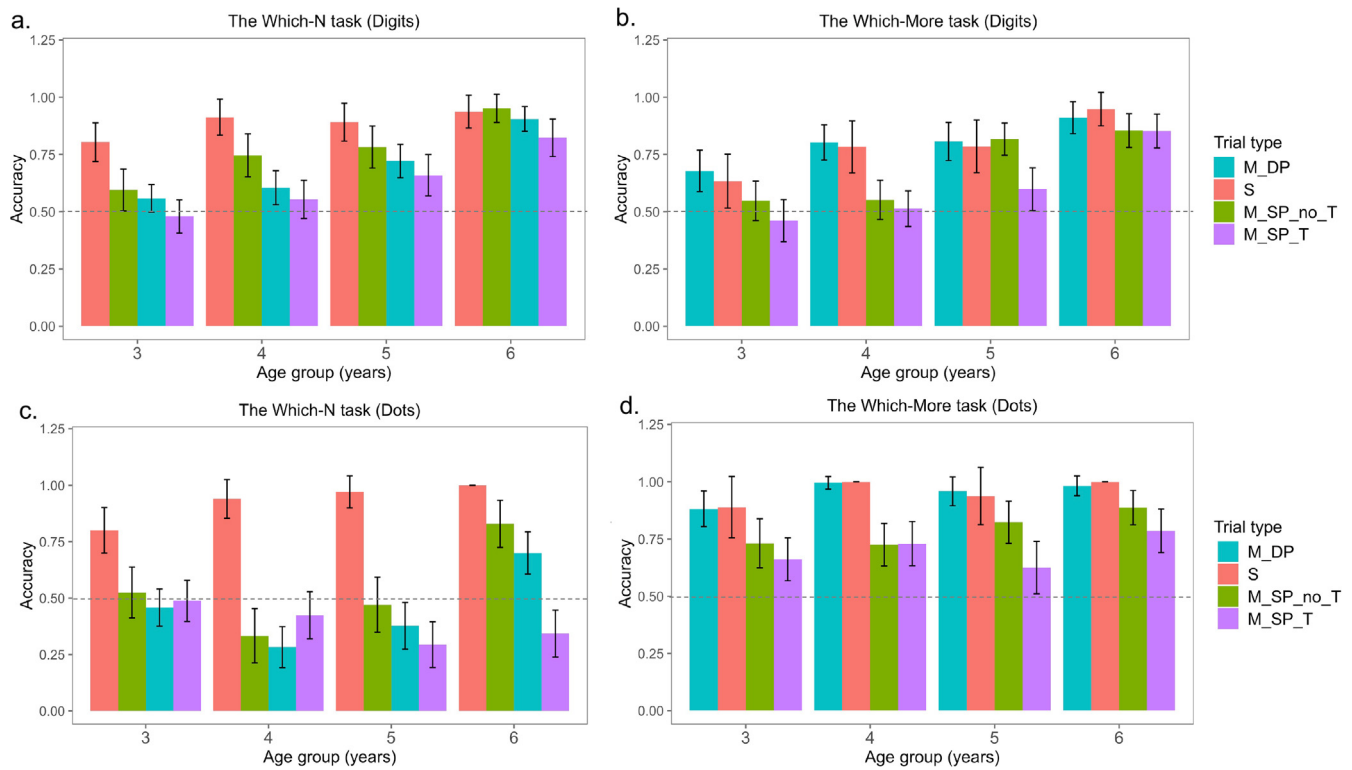 a.
The Which-N task (Digits)
1.25
1.00
0.75
0.50
0.25
0.00
Accuracy
3 4 5 6
Age group (years)
b.
The Which-More task (Digits)
1.25
1.00
0.75
0.50
0.25
0.00
Accuracy
3 4 5 6
Age group (years)
Trial type
M_DP
S
M_SP_no_T
M_SP_T
c.
The Which-N task (Dots)
1.25
1.00
0.75
0.50
0.25
0.00
Accuracy
3 4 5 6
Age group (years)
d.
The Which-More task (Dots)
1.25
1.00
0.75
0.50
0.25
0.00
Accuracy
3 4 5 6
Age group (years)
Trial type
M_DP
S
M_SP_no_T
M_SP_T